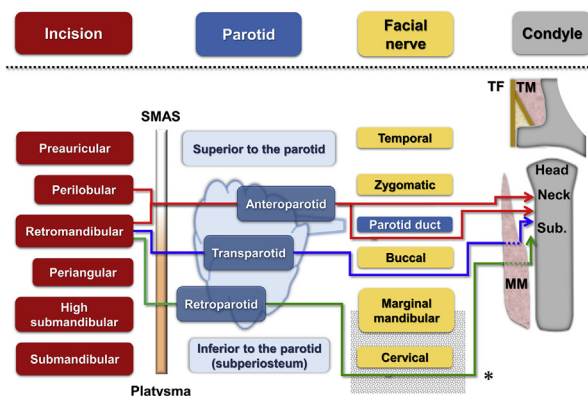 Incision
Parotid
Facial
nerve
Condyle
TF
TM
SMAS
Preauricular
Superior to the parotid
Temporal
Head
Perilobular
Anteroparotid
Zygomatic
Neck
Retromandibular
Parotid duct
Sub.
Transparotid
Buccal
Periangular
MM
High
submandibular
Retroparotid
Marginal
mandibular
Submandibular
Inferior to the parotid
(subperiosteum)
Cervical
*
Platysma